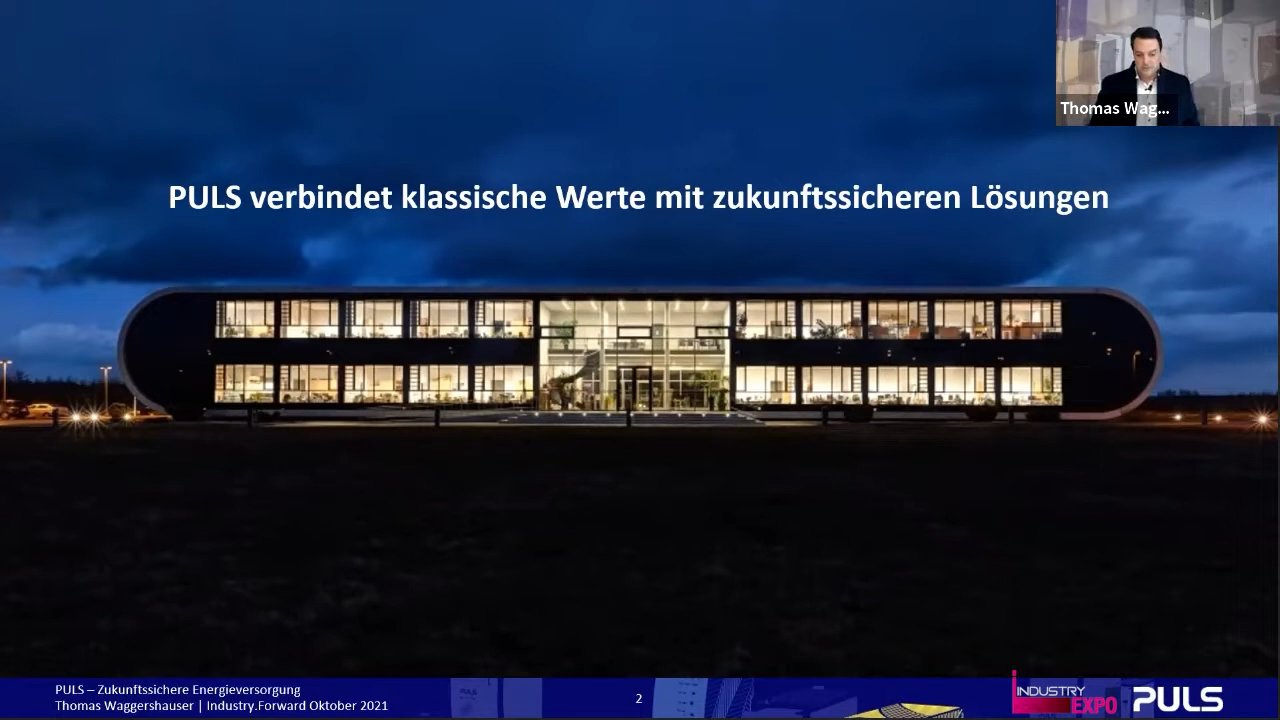 Thomas Wag...
PULS verbindet klassische Werte mit zukunftssicheren Lösungen
PULS – Zukunftssichere Energieversorgung
Thomas Waggershauser | Industry.Forward Oktober 2021
2
PULS
INDUSTRY
EXPO
PULS